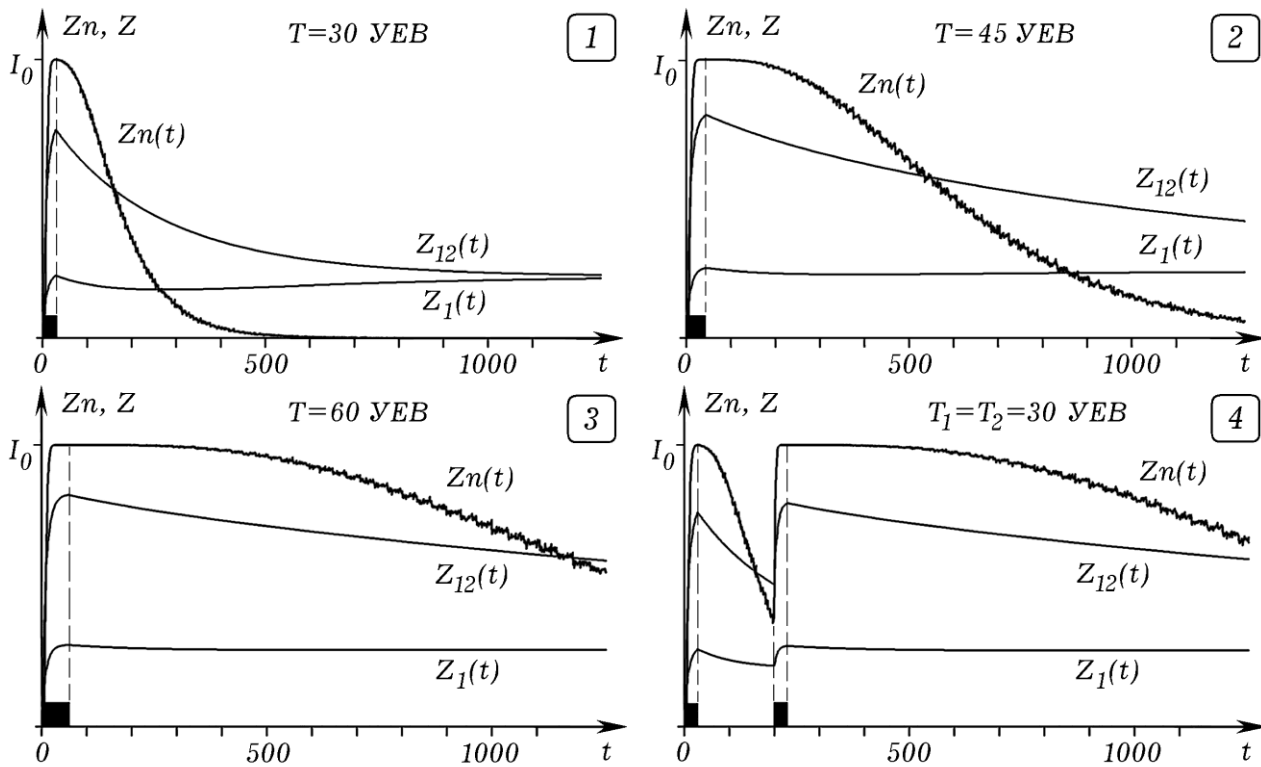 Zn, Z T=30 УЕВ 1
I0
Zn(t)
Z12(t)
Z1(t)
0 500 1000 t
Zn, Z T=45 УЕВ 2
I0
Zn(t)
Z12(t)
Z1(t)
0 500 1000 t
Zn, Z T=60 УЕВ 3
I0
Zn(t)
Z12(t)
Z1(t)
0 500 1000 t
Zn, Z T1=T2=30 УЕВ 4
I0
Zn(t)
Z12(t)
Z1(t)
0 500 1000 t